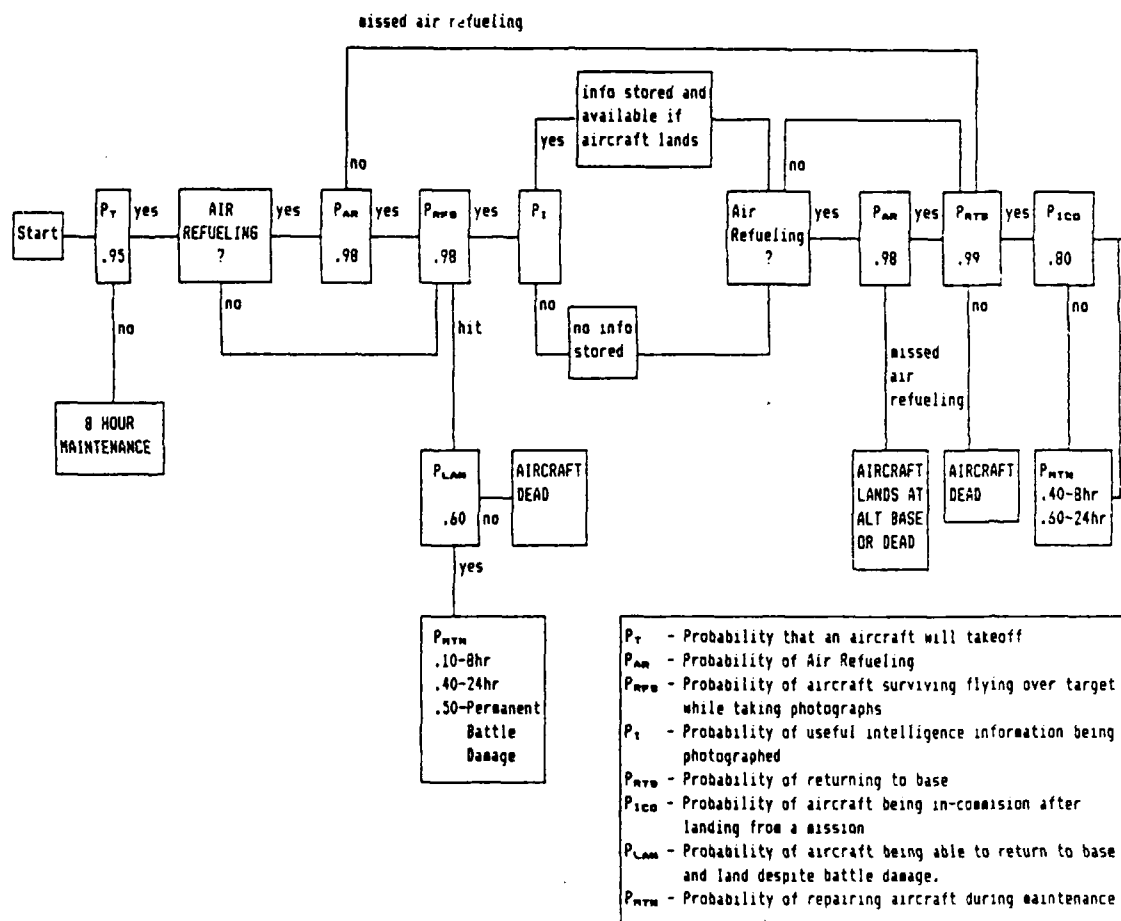 missed air refueling
info stored and
available if
aircraft lands
yes
no
no
Start
P_T
.95
yes
AIR
REFUELING
?
yes
P_AR
.98
yes
P_RFB
.98
yes
P_I
Air
Refueling
?
yes
P_AR
.98
yes
P_RTB
.99
yes
P_ICO
.80
no
no
hit
no
no info
stored
missed
air
refueling
no
no
8 HOUR
MAINTENANCE
P_LAN
.60
no
AIRCRAFT
DEAD
yes
AIRCRAFT
LANDS AT
ALT BASE
OR DEAD
AIRCRAFT
DEAD
P_MTN
.40-8hr
.60-24hr
P_MTN
.10-8hr
.40-24hr
.50-Permanent
Battle
Damage
P_T - Probability that an aircraft will takeoff
P_AR - Probability of Air Refueling
P_RFB - Probability of aircraft surviving flying over target
while taking photographs
P_I - Probability of useful intelligence information being
photographed
P_RTB - Probability of returning to base
P_ICO - Probability of aircraft being in-commision after
landing from a mission
P_LAN - Probability of aircraft being able to return to base
and land despite battle damage.
P_MTN - Probability of repairing aircraft during maintenance